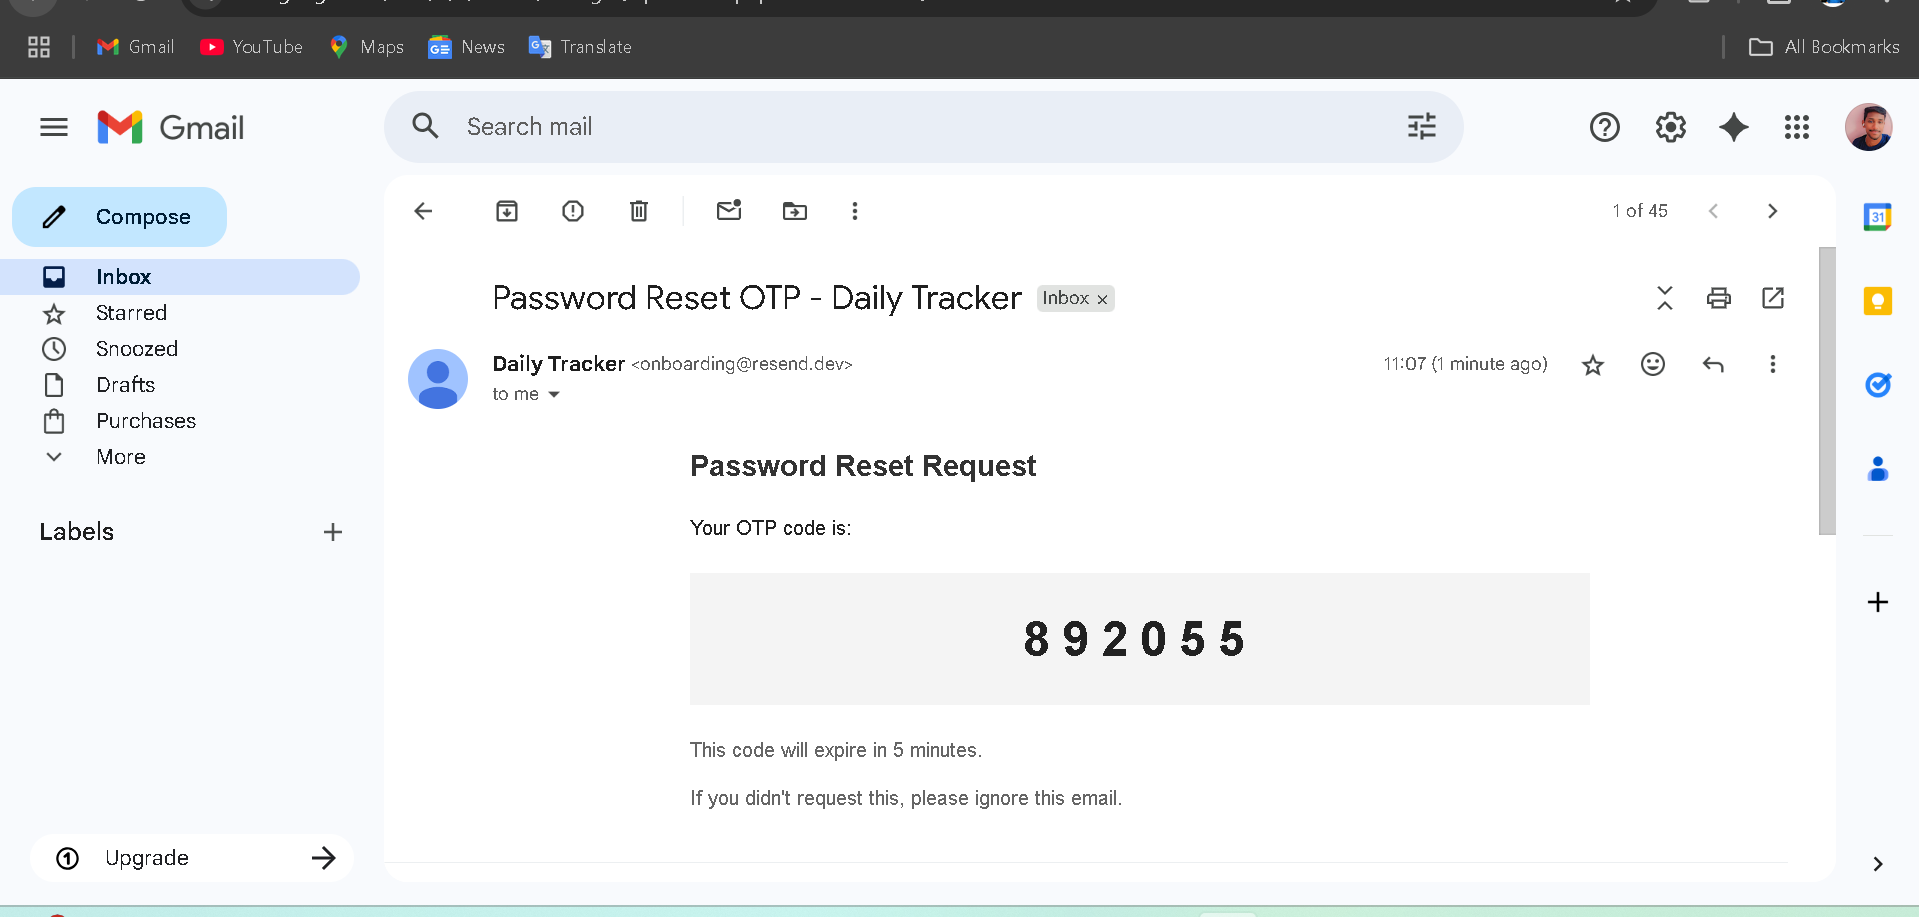 Gmail
YouTube
Maps
News
Translate
All Bookmarks
Gmail
Search mail
Compose
Inbox
Starred
Snoozed
Drafts
Purchases
More
Labels
Upgrade
1 of 45
31
Password Reset OTP - Daily Tracker
Inbox ×
Daily Tracker <onboarding@resend.dev>
11:07 (1 minute ago)
to me
Password Reset Request
Your OTP code is:
892055
This code will expire in 5 minutes.
If you didn't request this, please ignore this email.